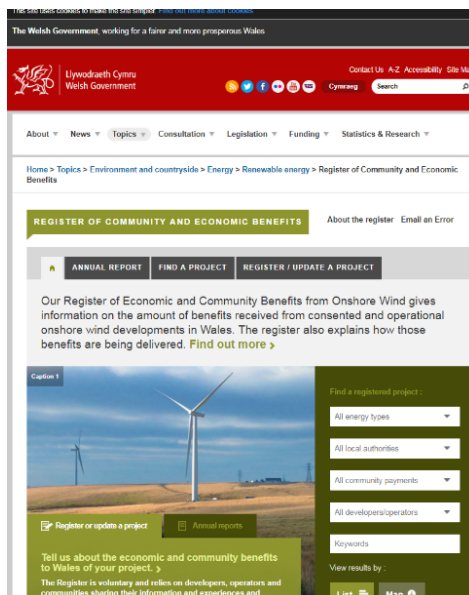 This site uses cookies to make the site simpler. Find out more about cookies
The Welsh Government, working for a fairer and more prosperous Wales
Contact Us A-Z Accessibility Site
Llywodraeth Cymru
Welsh Government
Cymraeg Search
About News Topics Consultation Legislation Funding Statistics & Research
Home > Topics > Environment and countryside > Energy > Renewable energy > Register of Community and Economic
Benefits
REGISTER OF COMMUNITY AND ECONOMIC BENEFITS About the register Email an Error
ANNUAL REPORT FIND A PROJECT REGISTER / UPDATE A PROJECT
Our Register of Economic and Community Benefits from Onshore Wind gives
information on the amount of benefits received from consented and operational
onshore wind developments in Wales. The register also explains how those
benefits are being delivered. Find out more >
Caption 1
Find a registered project :
All energy types
All local authorities
All community payments
All developers/operators
Keywords
View results by :
List Map
Register or update a project Annual reports
Tell us about the economic and community benefits
to Wales of your project. >
The Register is voluntary and relies on developers, operators and
communities sharing their information and experiences and